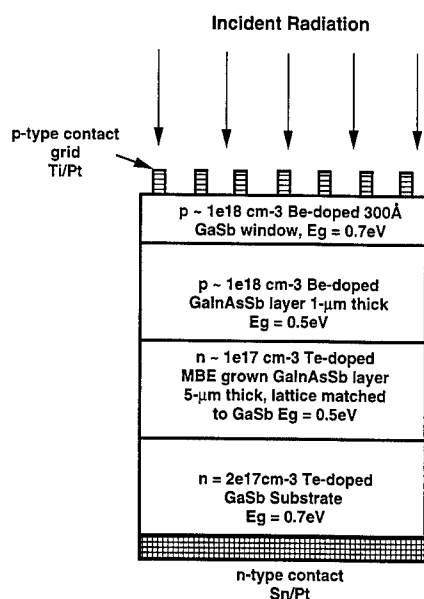 Incident Radiation
p-type contact
grid
Ti/Pt
p ~ 1e18 cm-3 Be-doped 300Å
GaSb window, Eg = 0.7eV
p ~ 1e18 cm-3 Be-doped
GaInAsSb layer 1-μm thick
Eg = 0.5eV
n ~ 1e17 cm-3 Te-doped
MBE grown GaInAsSb layer
5-μm thick, lattice matched
to GaSb Eg = 0.5eV
n = 2e17cm-3 Te-doped
GaSb Substrate
Eg = 0.7eV
n-type contact
Sn/Pt